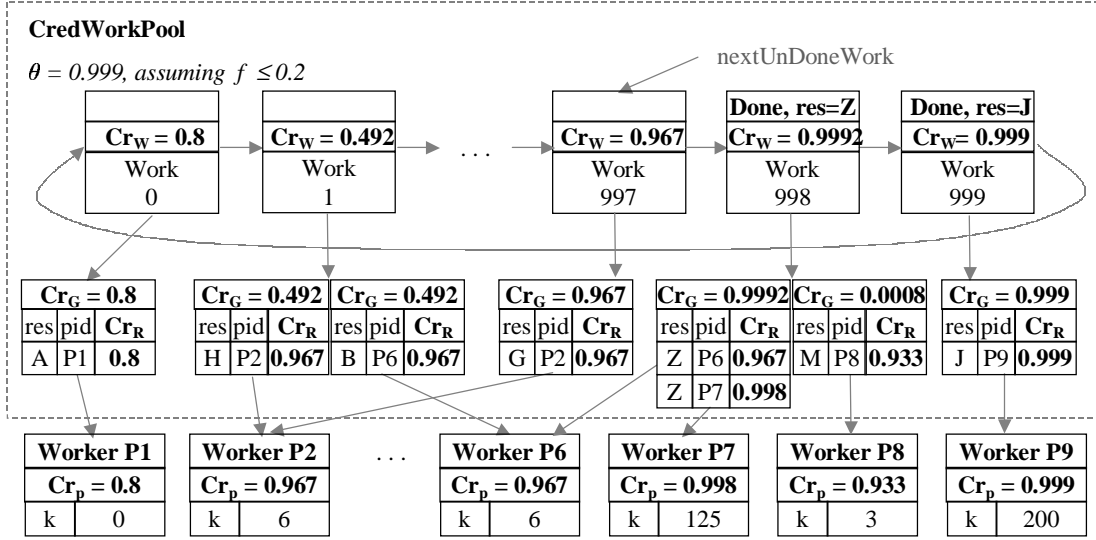 CredWorkPool
θ = 0.999, assuming f ≤ 0.2
nextUnDoneWork
Done, res=Z Done, res=J
Cr_W = 0.8 Cr_W = 0.492 Cr_W = 0.967 Cr_W = 0.9992 Cr_W = 0.999
. . .
Work Work Work Work Work
0 1 997 998 999
Cr_G = 0.8 Cr_G = 0.492 Cr_G = 0.492 Cr_G = 0.967 Cr_G = 0.9992 Cr_G = 0.0008 Cr_G = 0.999
res pid Cr_R res pid Cr_R res pid Cr_R res pid Cr_R res pid Cr_R res pid Cr_R res pid Cr_R
A P1 0.8 H P2 0.967 B P6 0.967 G P2 0.967 Z P6 0.967 M P8 0.933 J P9 0.999
Z P7 0.998
Worker P1 Worker P2 . . . Worker P6 Worker P7 Worker P8 Worker P9
Cr_p = 0.8 Cr_p = 0.967 Cr_p = 0.967 Cr_p = 0.998 Cr_p = 0.933 Cr_p = 0.999
k 0 k 6 k 6 k 125 k 3 k 200